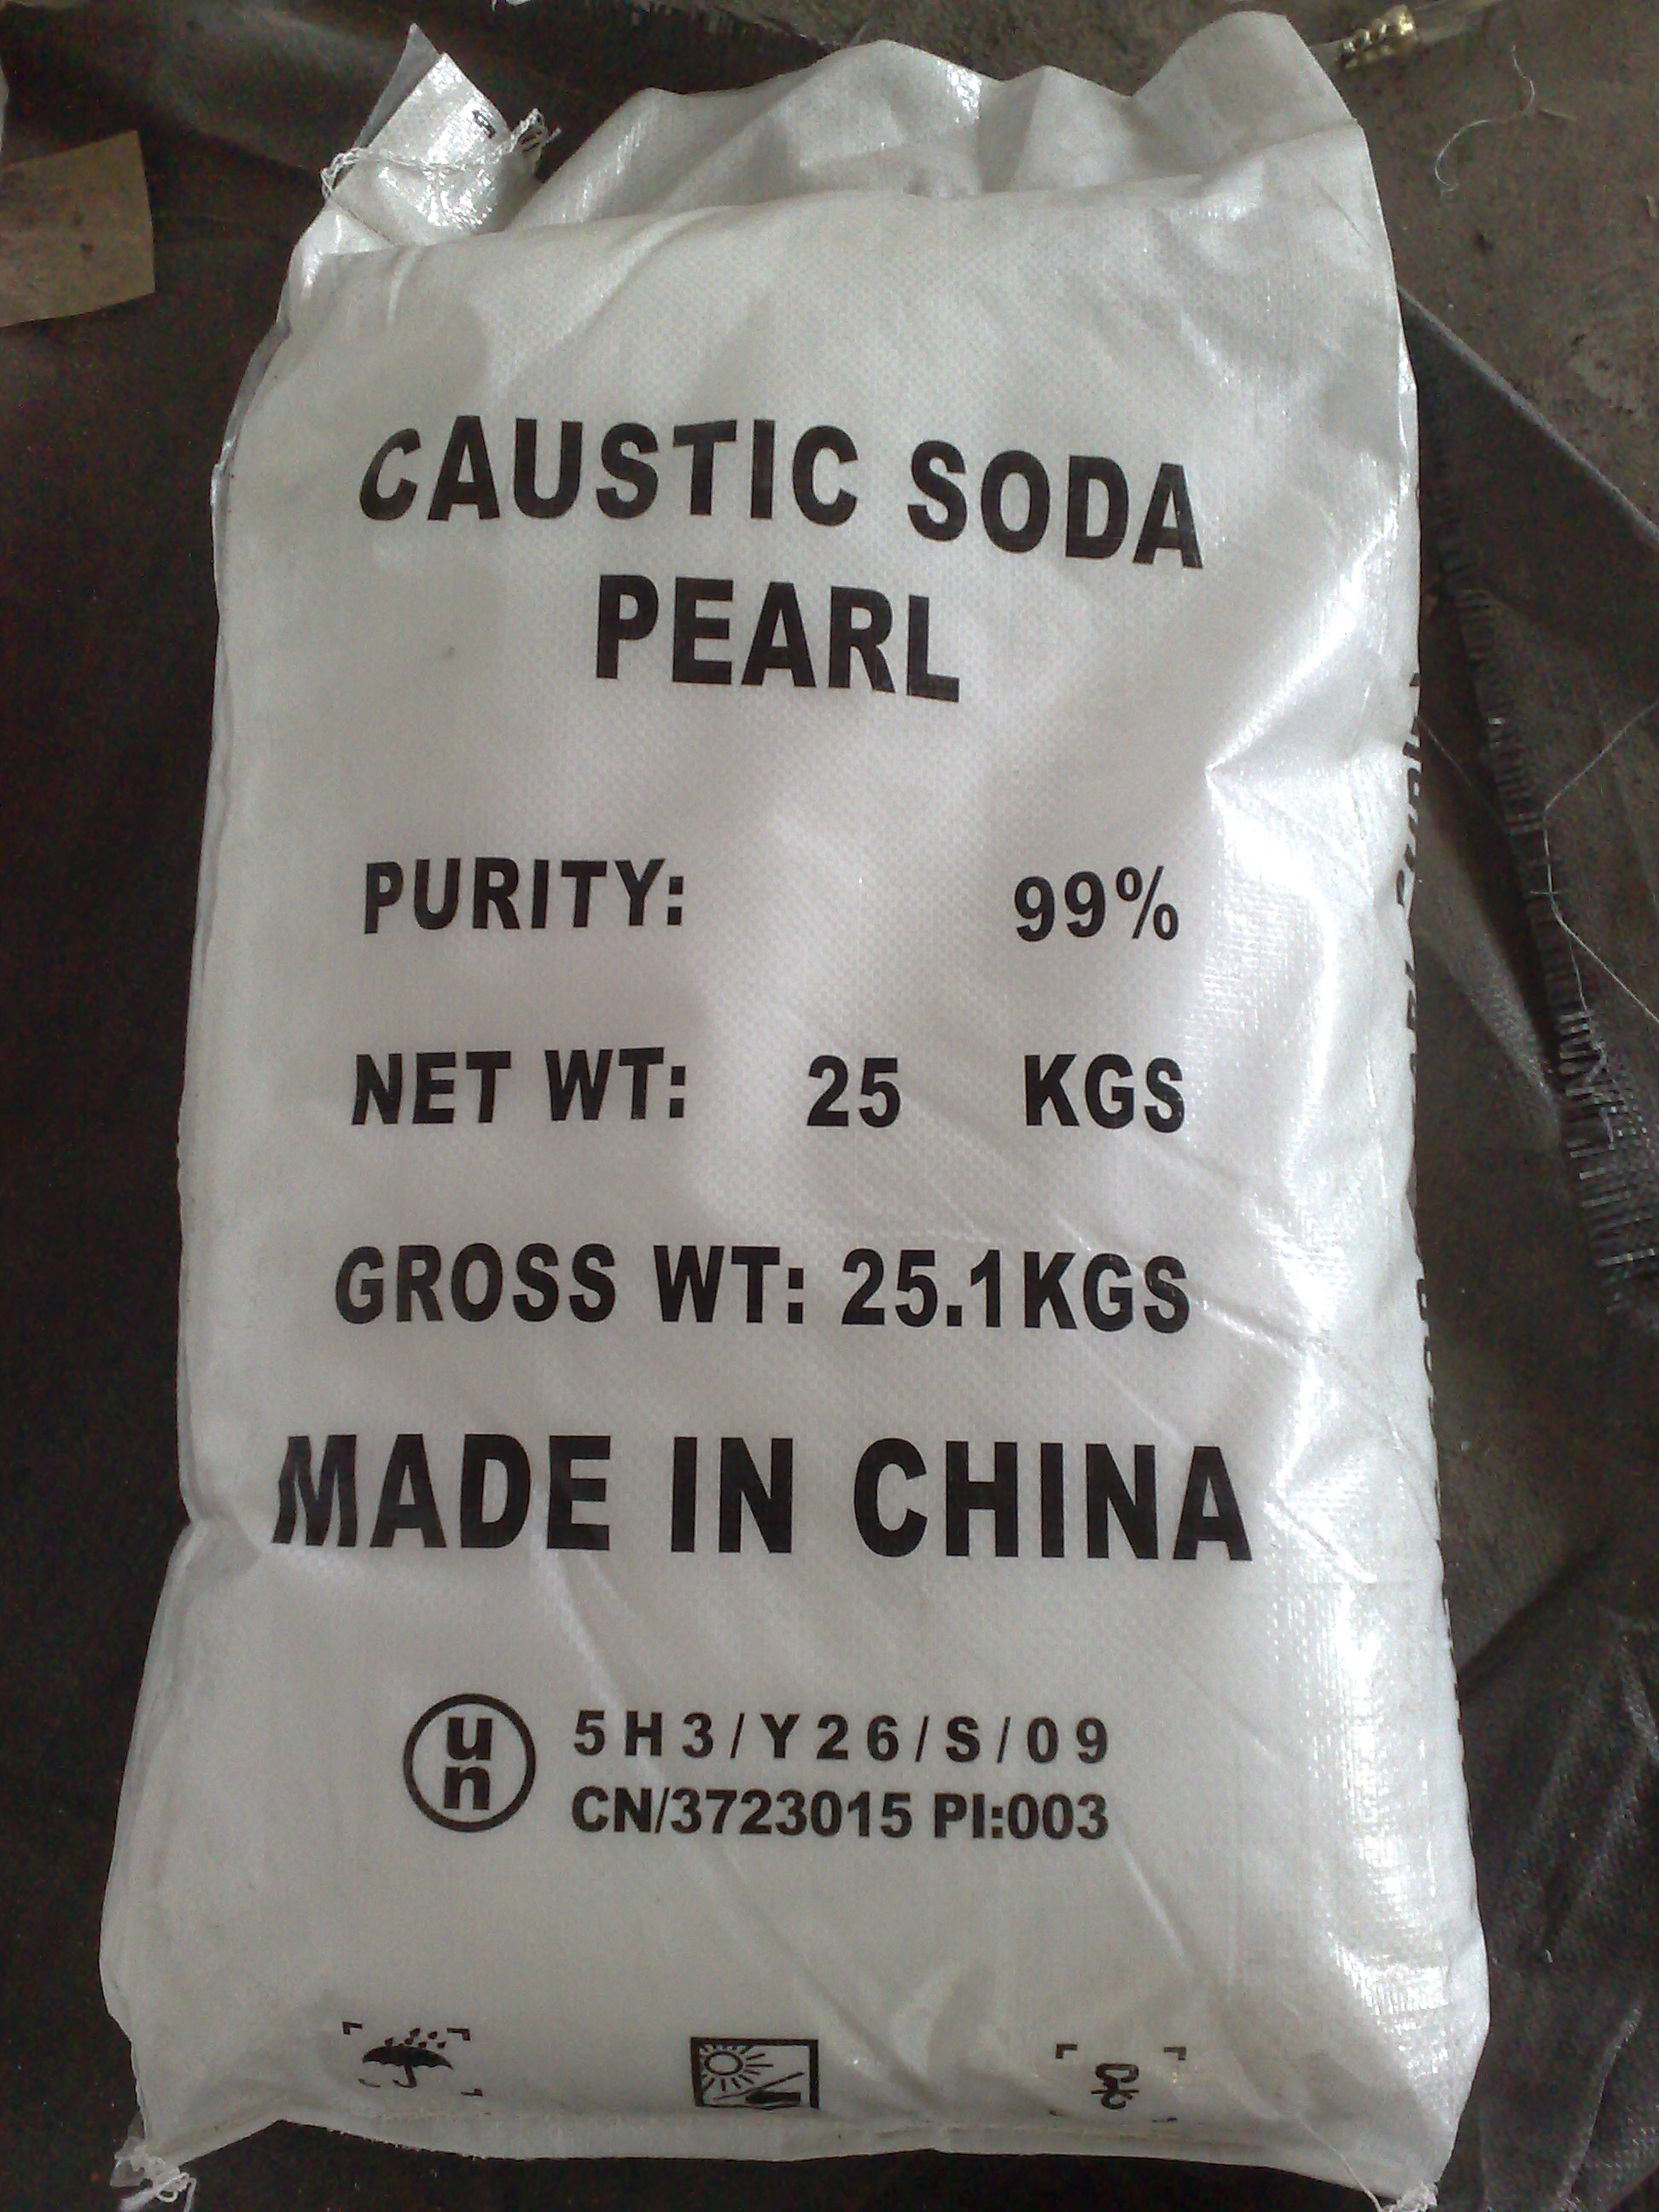 CAUSTIC SODA
PEARL
PURITY: 99%
NET WT: 25 KGS
GROSS WT: 25.1KGS
MADE IN CHINA
un
5H3/Y26/S/09
CN/3723015 PI:003